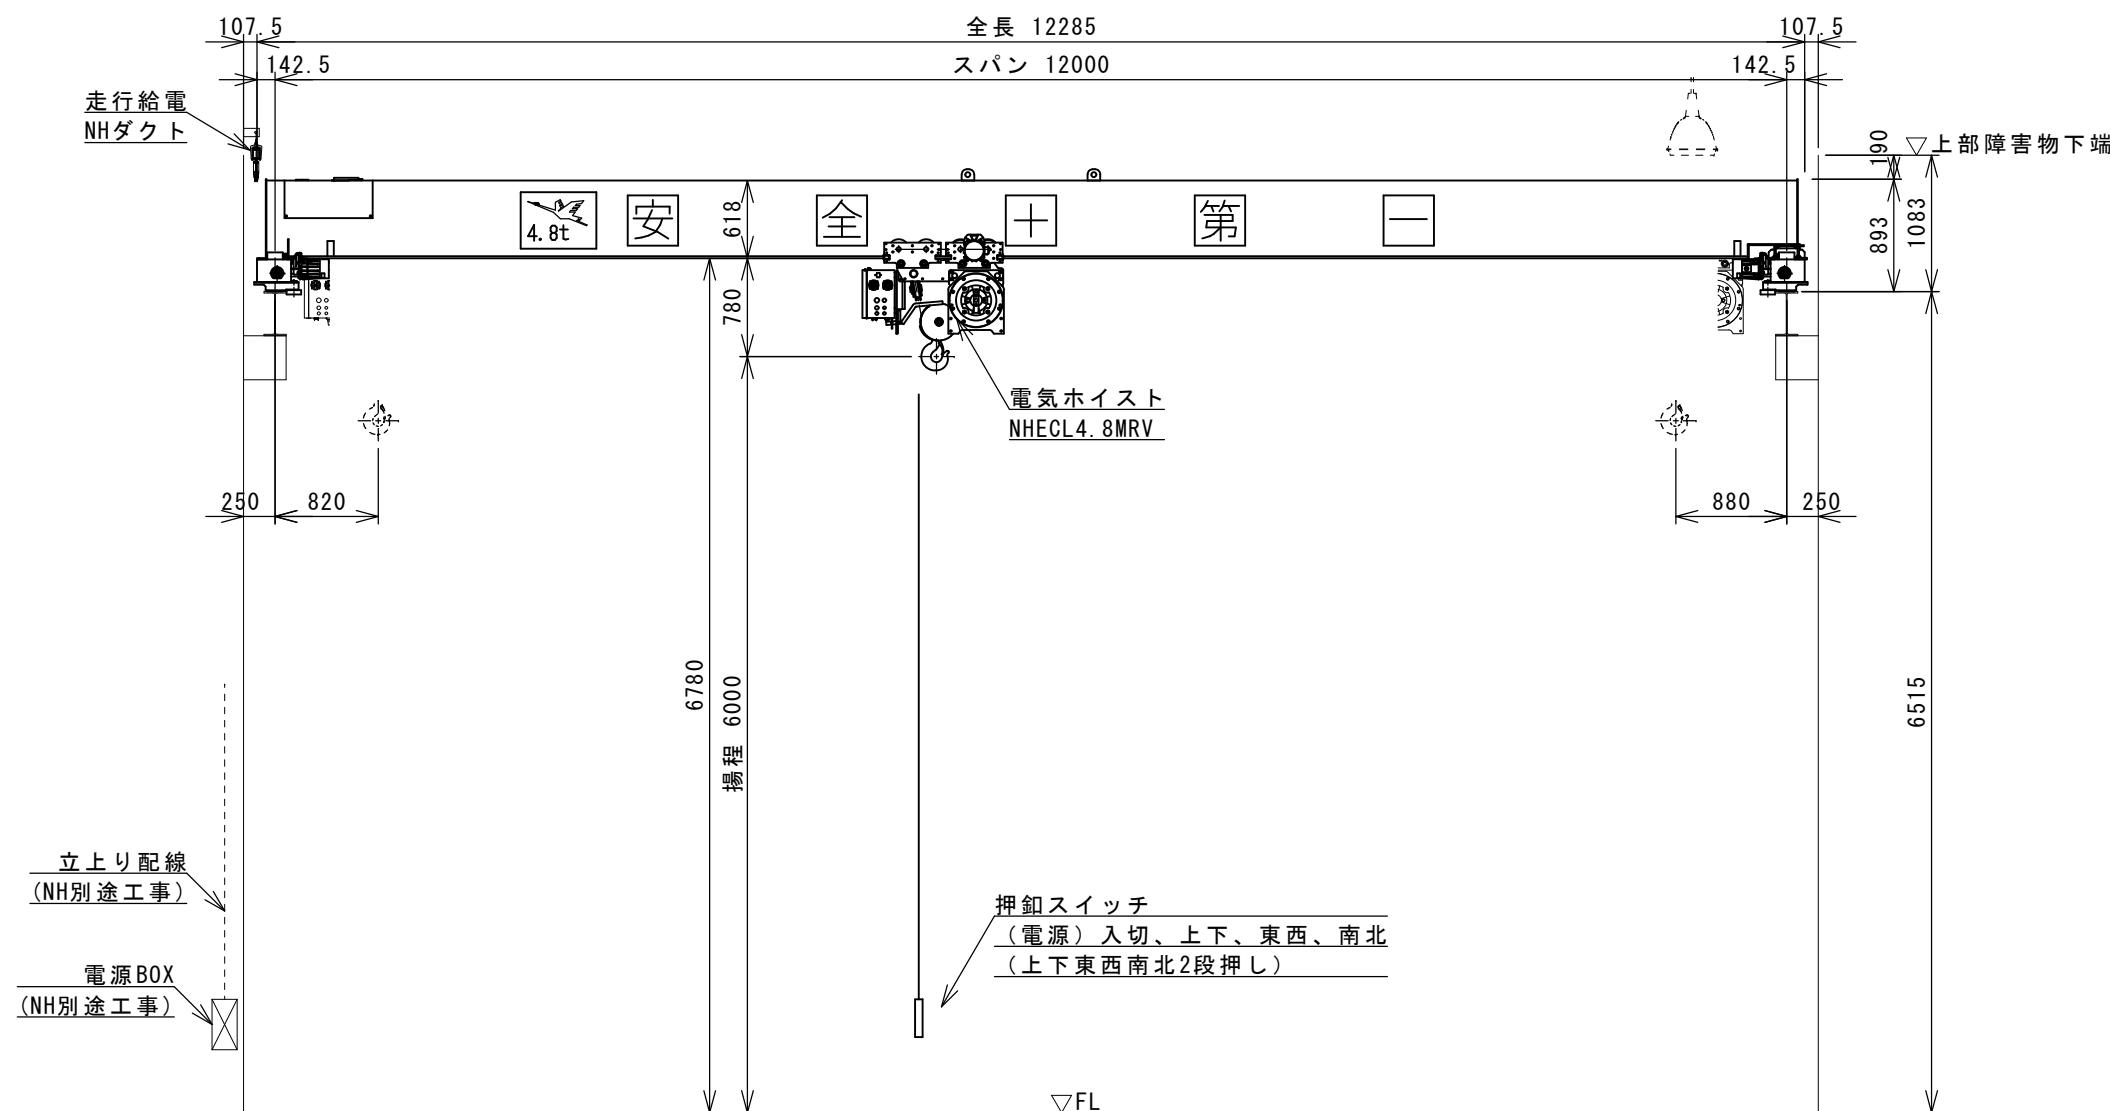 107.5
全長 12285
107.5
142.5
スパン 12000
142.5
走行給電
NHダクト
190
▽上部障害物下端
4.8t
安
全
十
第
一
618
893
1083
780
電気ホイスト
NHECL4.8MRV
250
820
880
250
6780
揚程 6000
6515
立上り配線
(NH別途工事)
押釦スイッチ
(電源)入切、上下、東西、南北
(上下東西南北2段押し)
電源BOX
(NH別途工事)
▽FL